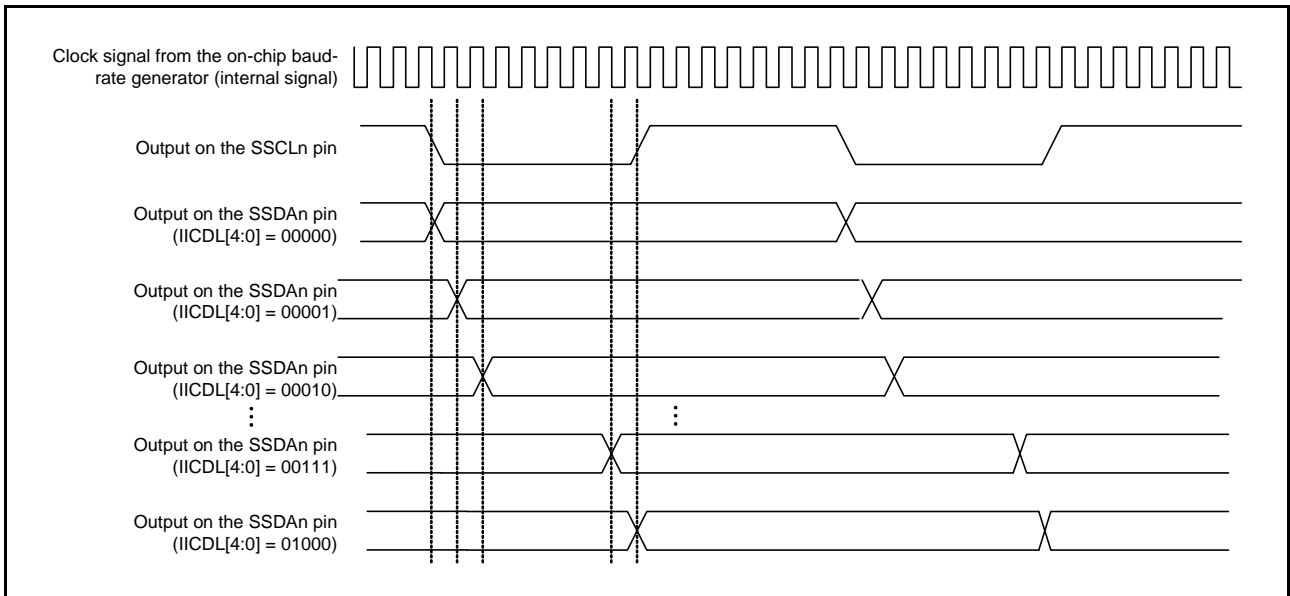 Clock signal from the on-chip baud-
rate generator (internal signal)
Output on the SSCLn pin
Output on the SSDAn pin
(IICDL[4:0] = 00000)
Output on the SSDAn pin
(IICDL[4:0] = 00001)
Output on the SSDAn pin
(IICDL[4:0] = 00010)
Output on the SSDAn pin
(IICDL[4:0] = 00111)
Output on the SSDAn pin
(IICDL[4:0] = 01000)